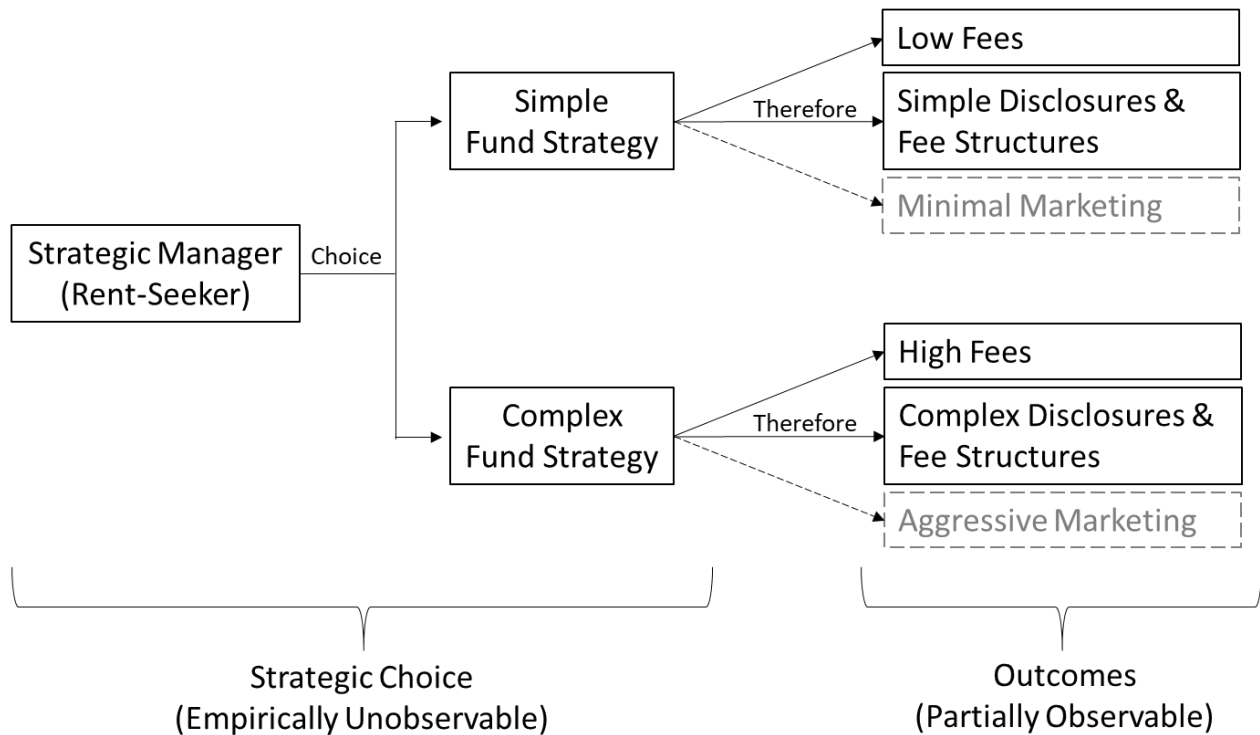 Strategic Manager
(Rent-Seeker)
Choice
Simple
Fund Strategy
Therefore
Low Fees
Simple Disclosures &
Fee Structures
Minimal Marketing
Complex
Fund Strategy
Therefore
High Fees
Complex Disclosures &
Fee Structures
Aggressive Marketing
Strategic Choice
(Empirically Unobservable)
Outcomes
(Partially Observable)